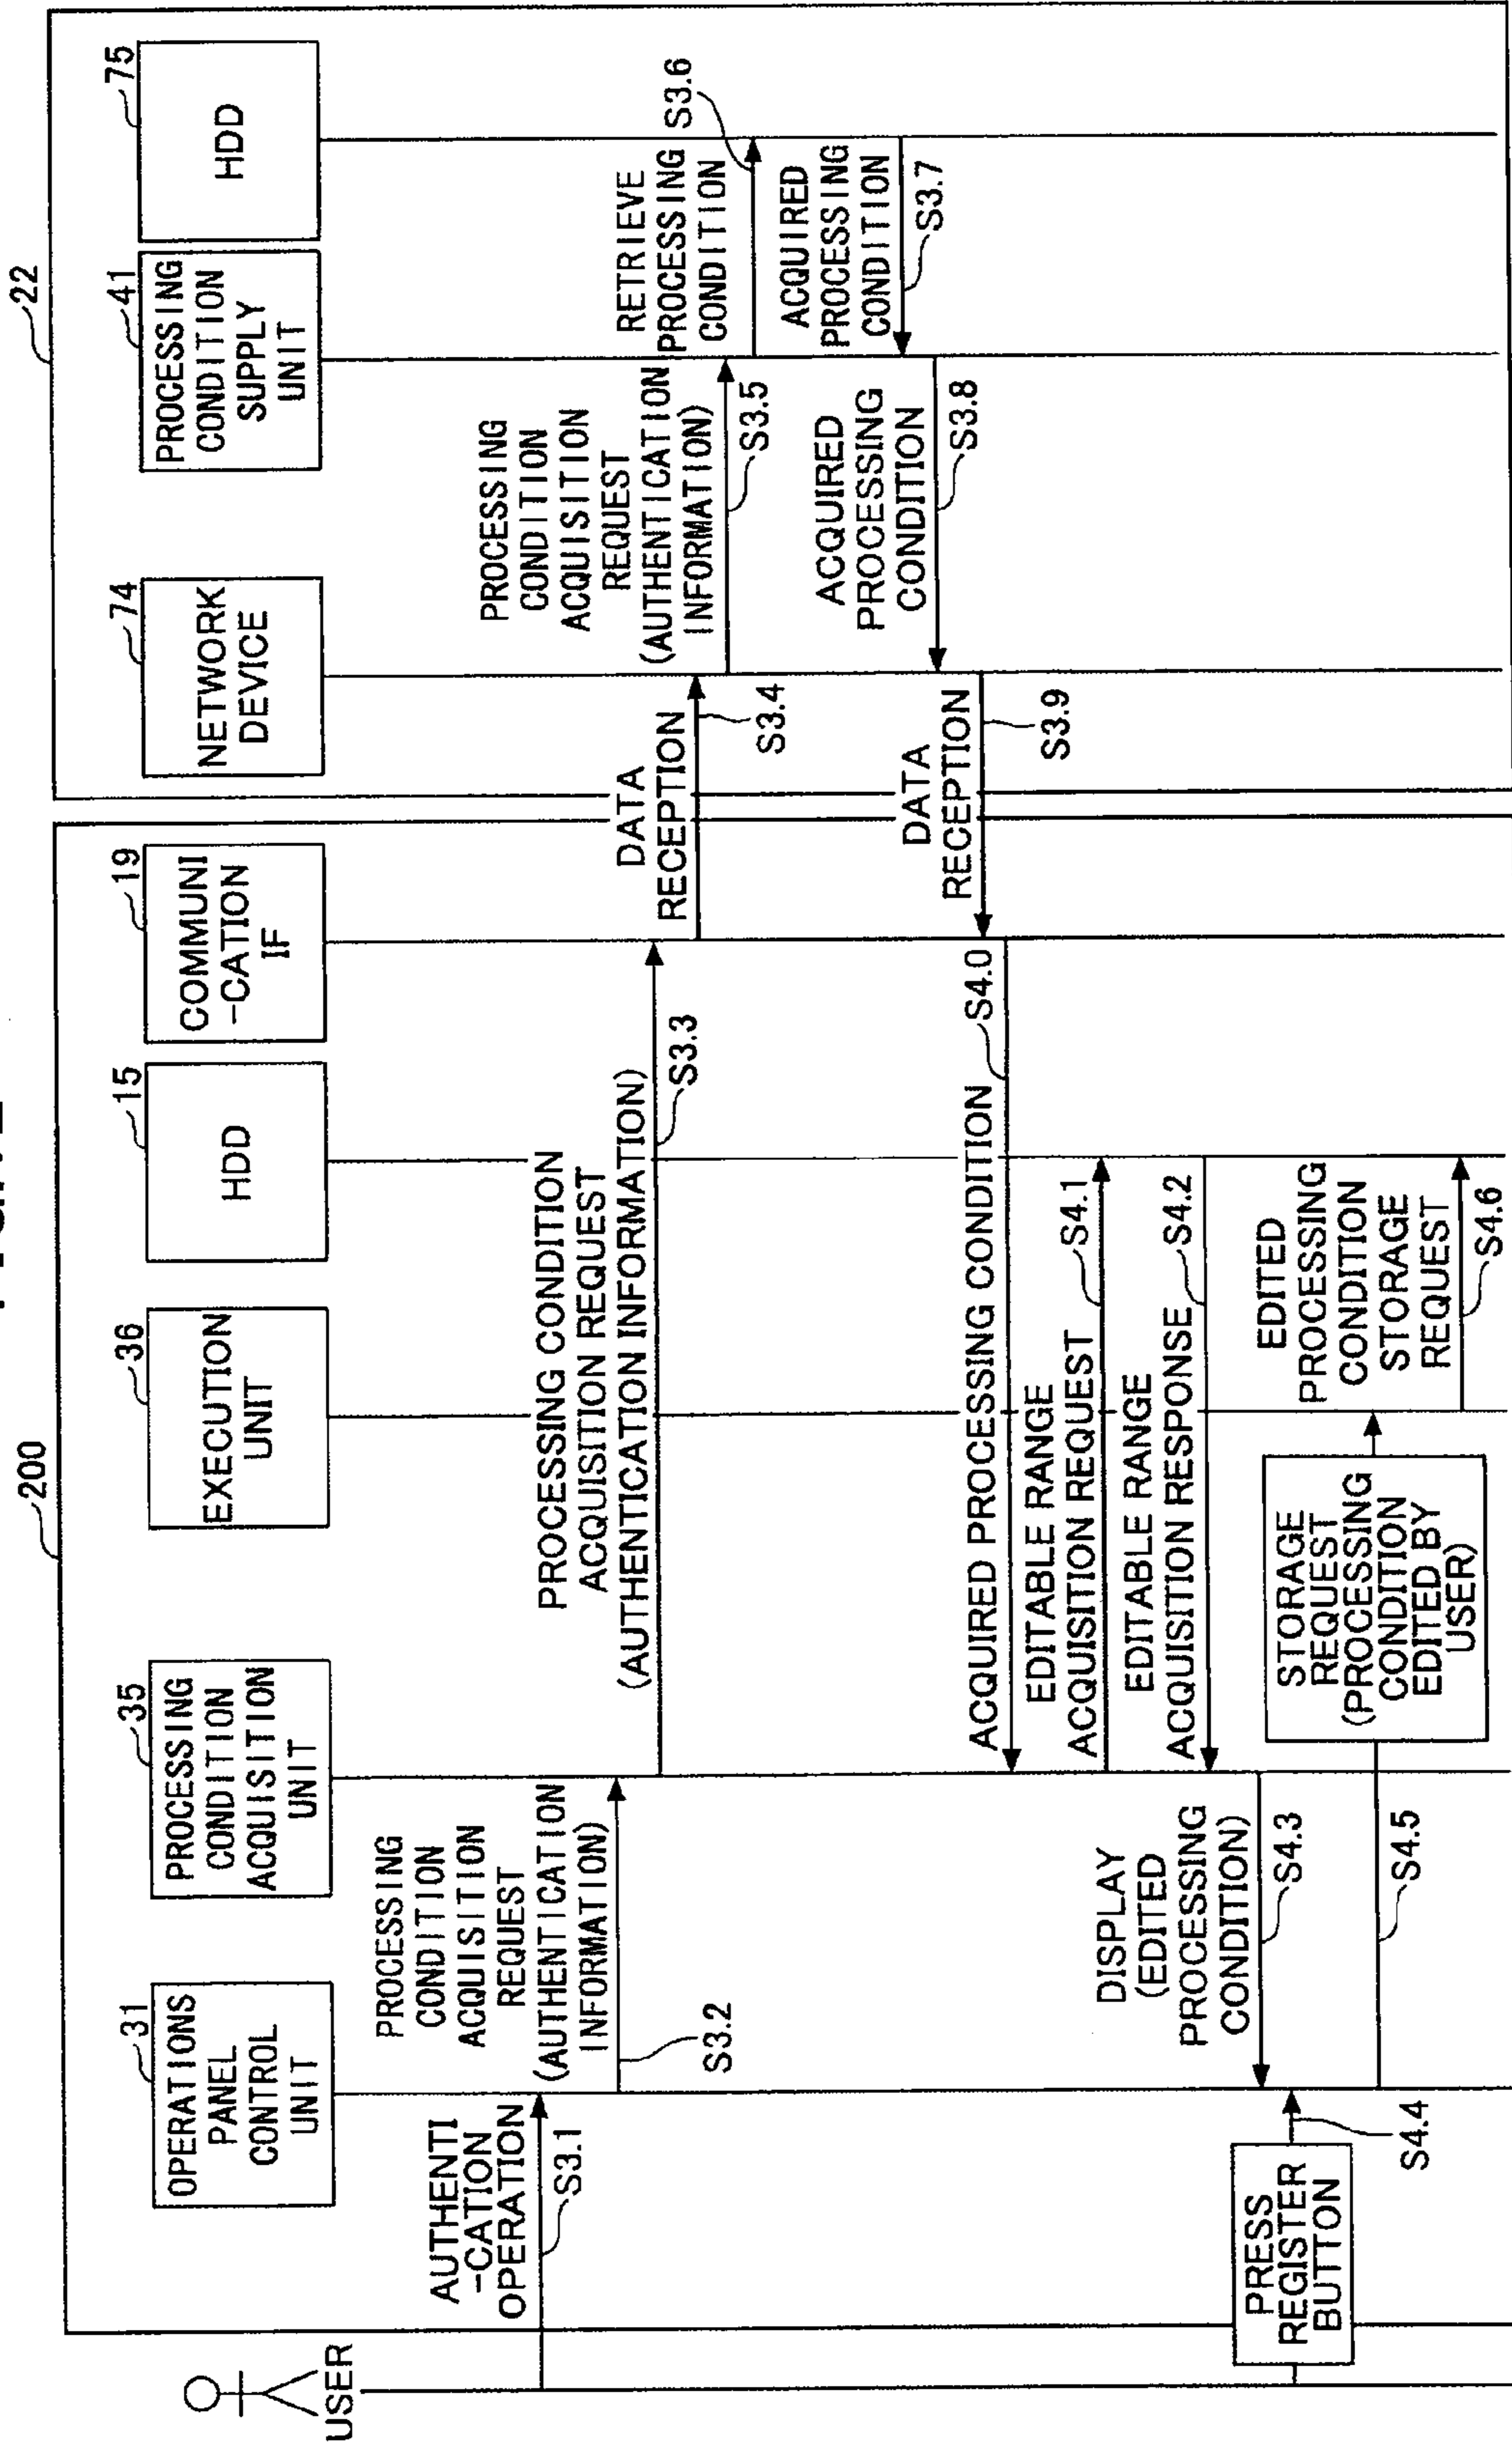 200
22
USER
31
OPERATIONS
PANEL
CONTROL
UNIT
35
PROCESSING
CONDITION
ACQUISITION
UNIT
36
EXECUTION
UNIT
15
HDD
19
COMMUNI
-CATION
IF
74
NETWORK
DEVICE
41
PROCESSING
CONDITION
SUPPLY
UNIT
75
HDD
AUTHENTI
-CATION
OPERATION
S3.1
PROCESSING
CONDITION
ACQUISITION
REQUEST
(AUTHENTICATION
INFORMATION)
S3.2
PROCESSING CONDITION
ACQUISITION REQUEST
(AUTHENTICATION INFORMATION)
S3.3
DATA
RECEPTION
S3.4
PROCESSING
CONDITION
ACQUISITION
REQUEST
(AUTHENTICATION
INFORMATION)
S3.5
RETRIEVE
PROCESSING
CONDITION
S3.6
ACQUIRED
PROCESSING
CONDITION
S3.7
ACQUIRED
PROCESSING
CONDITION
S3.8
DATA
RECEPTION
S3.9
ACQUIRED PROCESSING CONDITION
S4.0
EDITABLE RANGE
ACQUISITION REQUEST
S4.1
EDITABLE RANGE
ACQUISITION RESPONSE
S4.2
DISPLAY
(EDITED
PROCESSING
CONDITION)
S4.3
PRESS
REGISTER
BUTTON
S4.4
STORAGE
REQUEST
(PROCESSING
CONDITION
EDITED BY
USER)
S4.5
EDITED
PROCESSING
CONDITION
STORAGE
REQUEST
S4.6